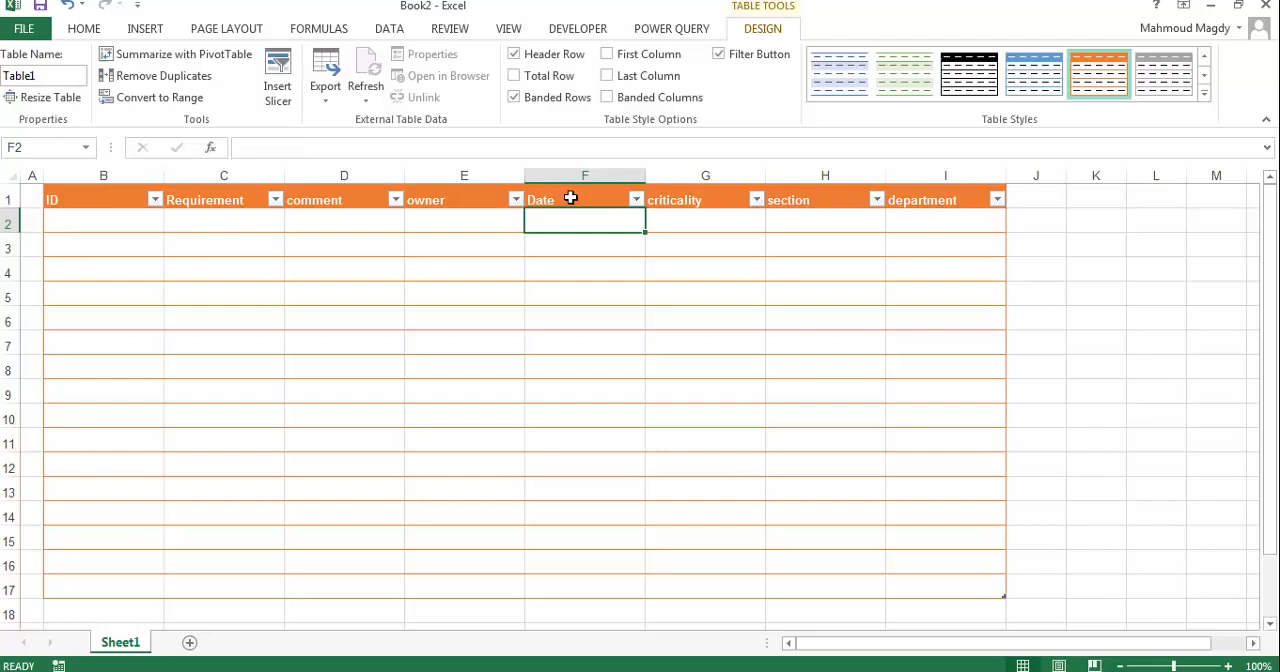 Book2 - Excel
TABLE TOOLS
?
FILE HOME INSERT PAGE LAYOUT FORMULAS DATA REVIEW VIEW DEVELOPER POWER QUERY DESIGN Mahmoud Magdy
Table Name: Summarize with PivotTable Properties Header Row First Column Filter Button
Table1 Remove Duplicates Insert Slicer Export Refresh Open in Browser Total Row Last Column
Resize Table Convert to Range Unlink Banded Rows Banded Columns
Properties Tools External Table Data Table Style Options Table Styles
F2 fx
A B C D E F G H I J K L M
1 ID Requirement comment owner Date criticality section department
2
3
4
5
6
7
8
9
10
11
12
13
14
15
16
17
18
Sheet1
READY 100%